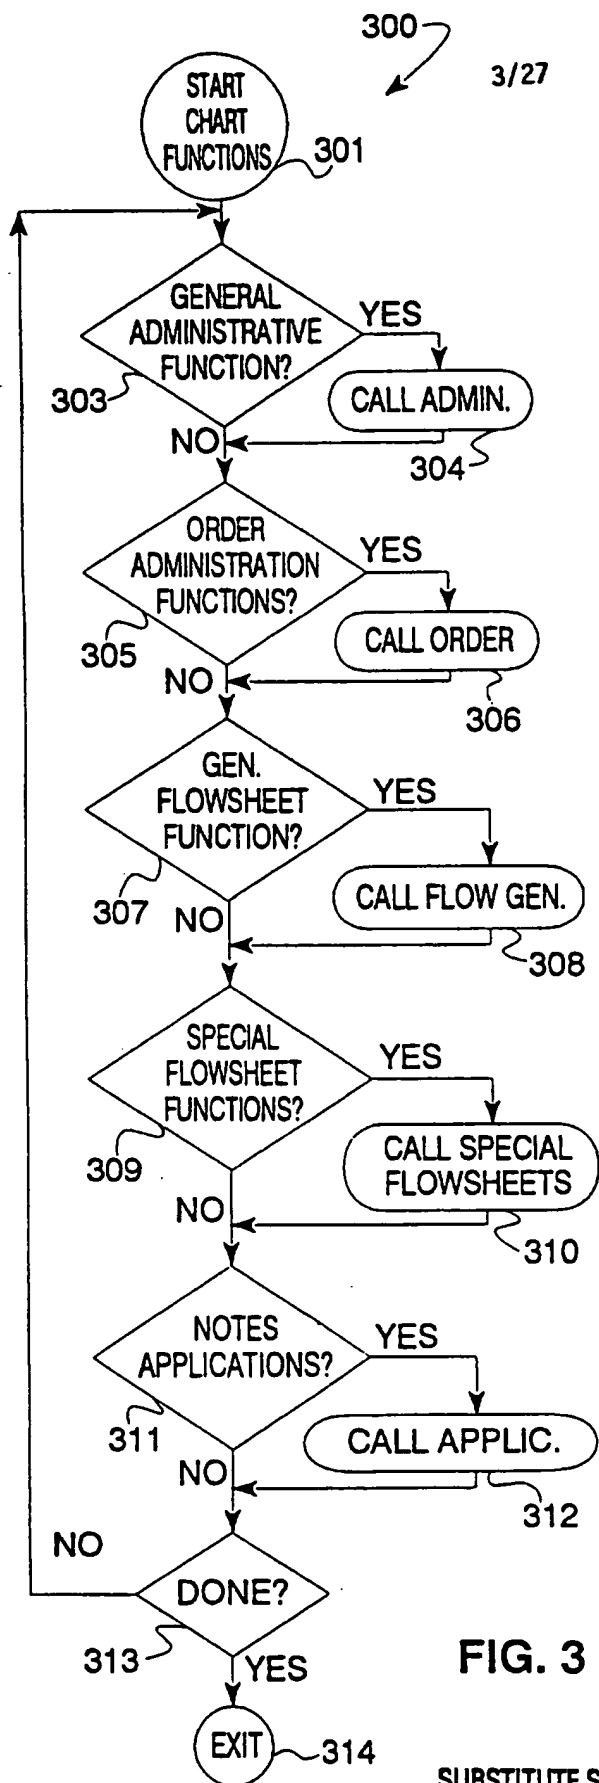 300
3/27
START
CHART
FUNCTIONS
301
GENERAL
ADMINISTRATIVE
FUNCTION?
YES
303
CALL ADMIN.
NO
304
ORDER
ADMINISTRATION
FUNCTIONS?
YES
305
CALL ORDER
NO
306
GEN.
FLOWSHEET
FUNCTION?
YES
307
CALL FLOW GEN.
NO
308
SPECIAL
FLOWSHEET
FUNCTIONS?
YES
309
CALL SPECIAL
FLOWSHEETS
NO
310
NOTES
APPLICATIONS?
YES
311
CALL APPLIC.
NO
312
NO
DONE?
313
YES
FIG. 3
EXIT
314